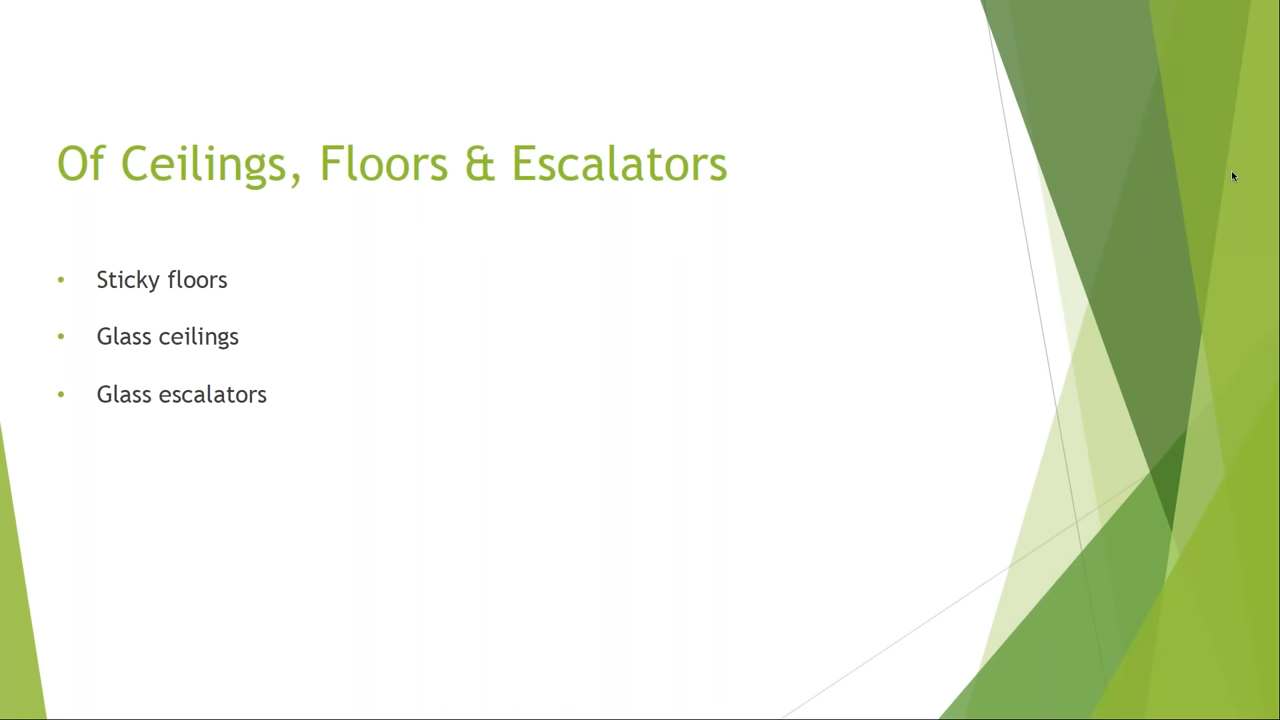 Of Ceilings, Floors & Escalators
• Sticky floors
• Glass ceilings
• Glass escalators